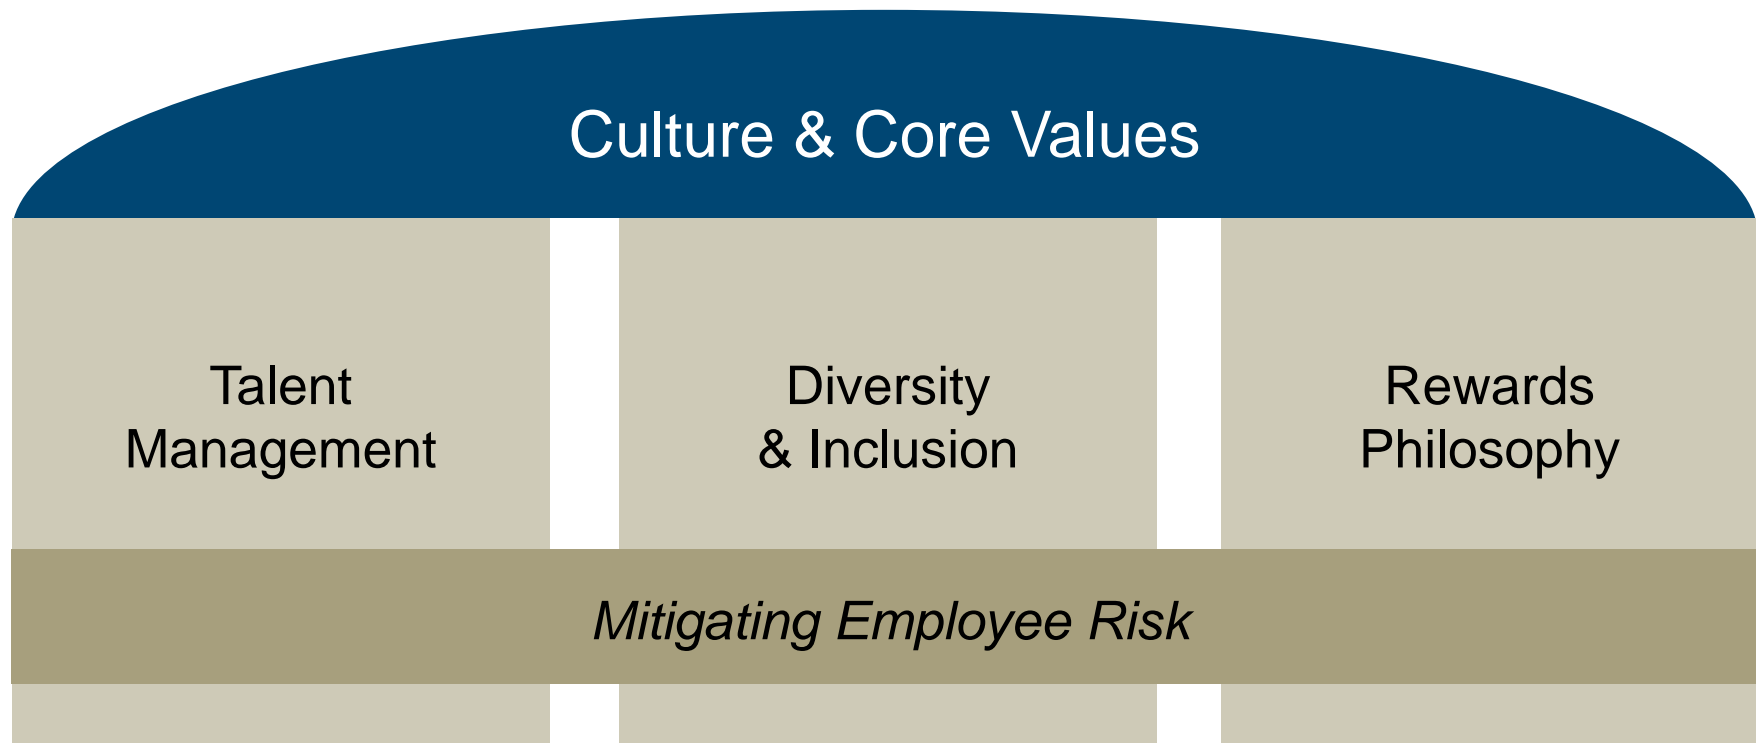 Culture & Core Values
Talent
Management
Diversity
& Inclusion
Rewards
Philosophy
Mitigating Employee Risk